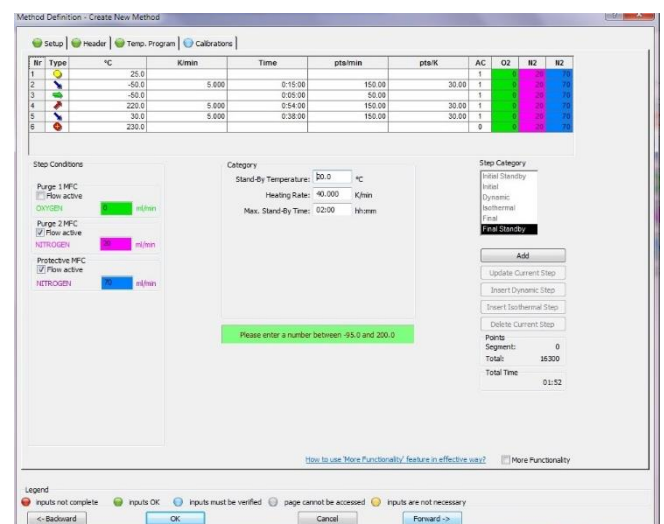 Method Definition - Create New Method
Setup Header Temp. Program Calibrations
Nr Type °C K/min Time pts/min pts/K AC O2 N2 N2
1 25.0 1 0 20 70
2 -50.0 5.000 0:15:00 150.00 30.00 1 0 20 70
3 -50.0 0:05:00 50.00 1 0 20 70
4 220.0 5.000 0:54:00 150.00 30.00 1 0 20 70
5 30.0 5.000 0:38:00 150.00 30.00 1 0 20 70
6 230.0 0 0 20 70
Step Conditions
Purge 1 MFC
Flow active
OXYGEN 0 ml/min
Purge 2 MFC
Flow active
NITROGEN 20 ml/min
Protective MFC
Flow active
NITROGEN 70 ml/min
Category
Stand-By Temperature: °C
Heating Rate: 40.000 K/min
Max. Stand-By Time: 02:00 hh:mm
Please enter a number between -95.0 and 200.0
Step Category
Initial Standby
Initial
Dynamic
Isothermal
Final
Final Standby
Add
Update Current Step
Insert Dynamic Step
Insert Isothermal Step
Delete Current Step
Points
Segment: 0
Total: 16300
Total Time
01:52
How to use 'More Functionality' feature in effective way? More Functionality
Legend
inputs not complete inputs OK inputs must be verified page cannot be accessed inputs are not necessary
<- Backward OK Cancel Forward ->